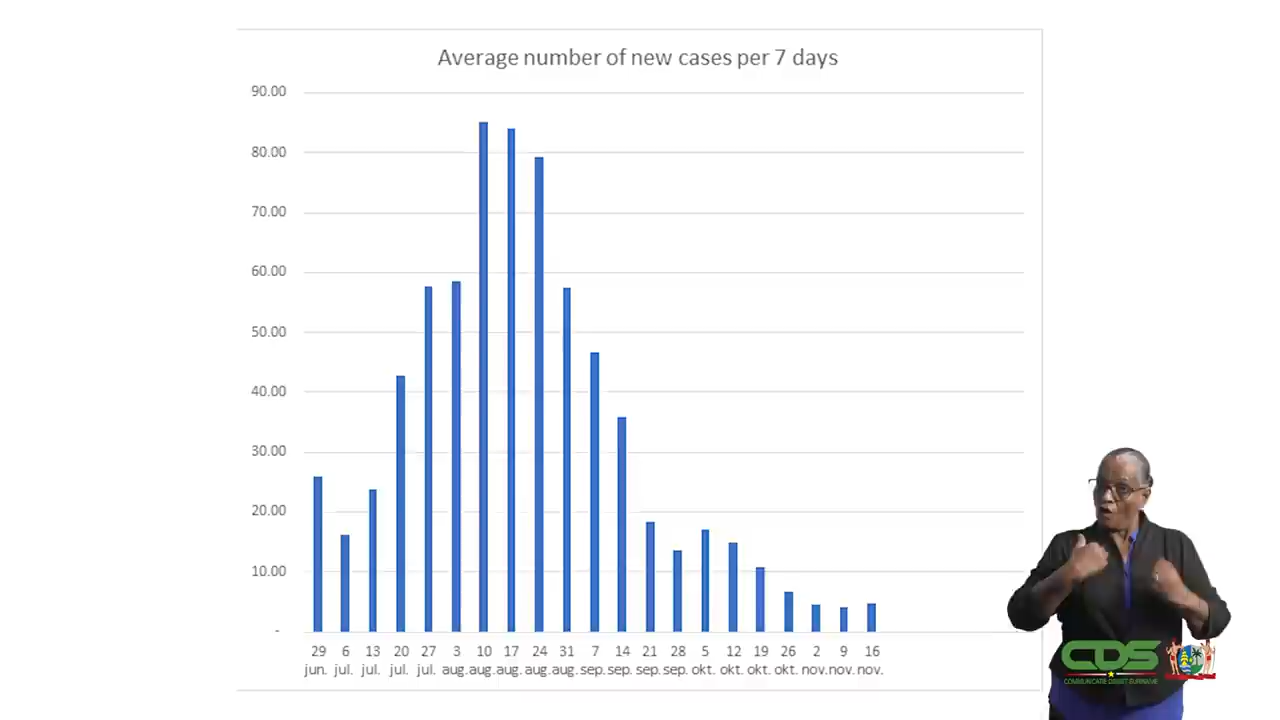 Average number of new cases per 7 days
90.00
80.00
70.00
60.00
50.00
40.00
30.00
20.00
10.00
-
29 6 13 20 27 3 10 17 24 31 7 14 21 28 5 12 19 26 2 9 16
jun. jul. jul. jul. jul. aug. aug. aug. aug. aug. sep. sep. sep. sep. okt. okt. okt. okt. nov. nov. nov.
CDS
COMMUNICATIE DIENST SURINAME